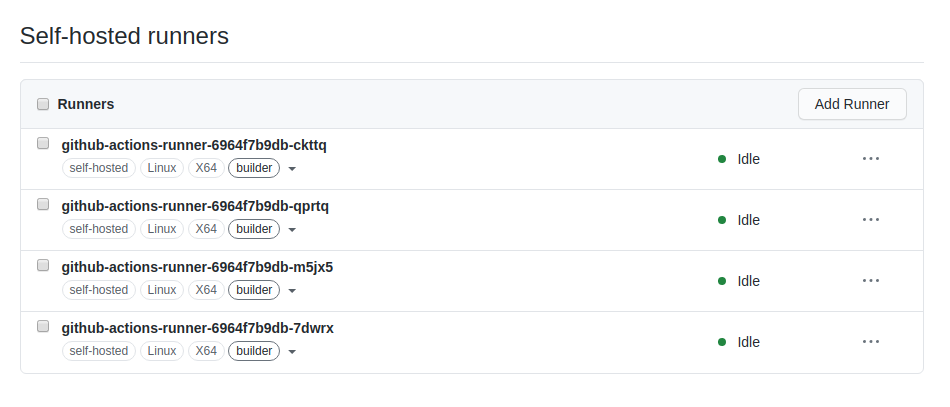 Self-hosted runners
Runners Add Runner
github-actions-runner-6964f7b9db-ckttq
self-hosted Linux X64 builder Idle
github-actions-runner-6964f7b9db-qprtq
self-hosted Linux X64 builder Idle
github-actions-runner-6964f7b9db-m5jx5
self-hosted Linux X64 builder Idle
github-actions-runner-6964f7b9db-7dwrx
self-hosted Linux X64 builder Idle